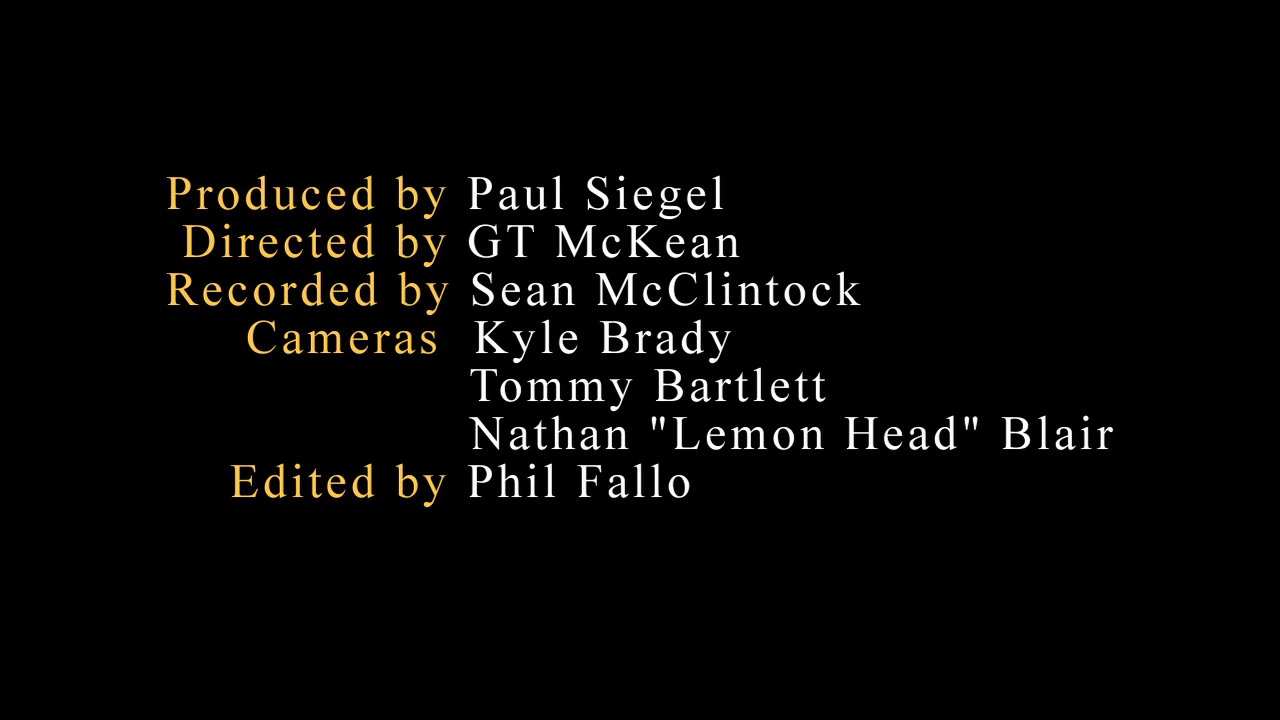 Produced by Paul Siegel
Directed by GT McKean
Recorded by Sean McClintock
Cameras Kyle Brady
Tommy Bartlett
Nathan "Lemon Head" Blair
Edited by Phil Fallo